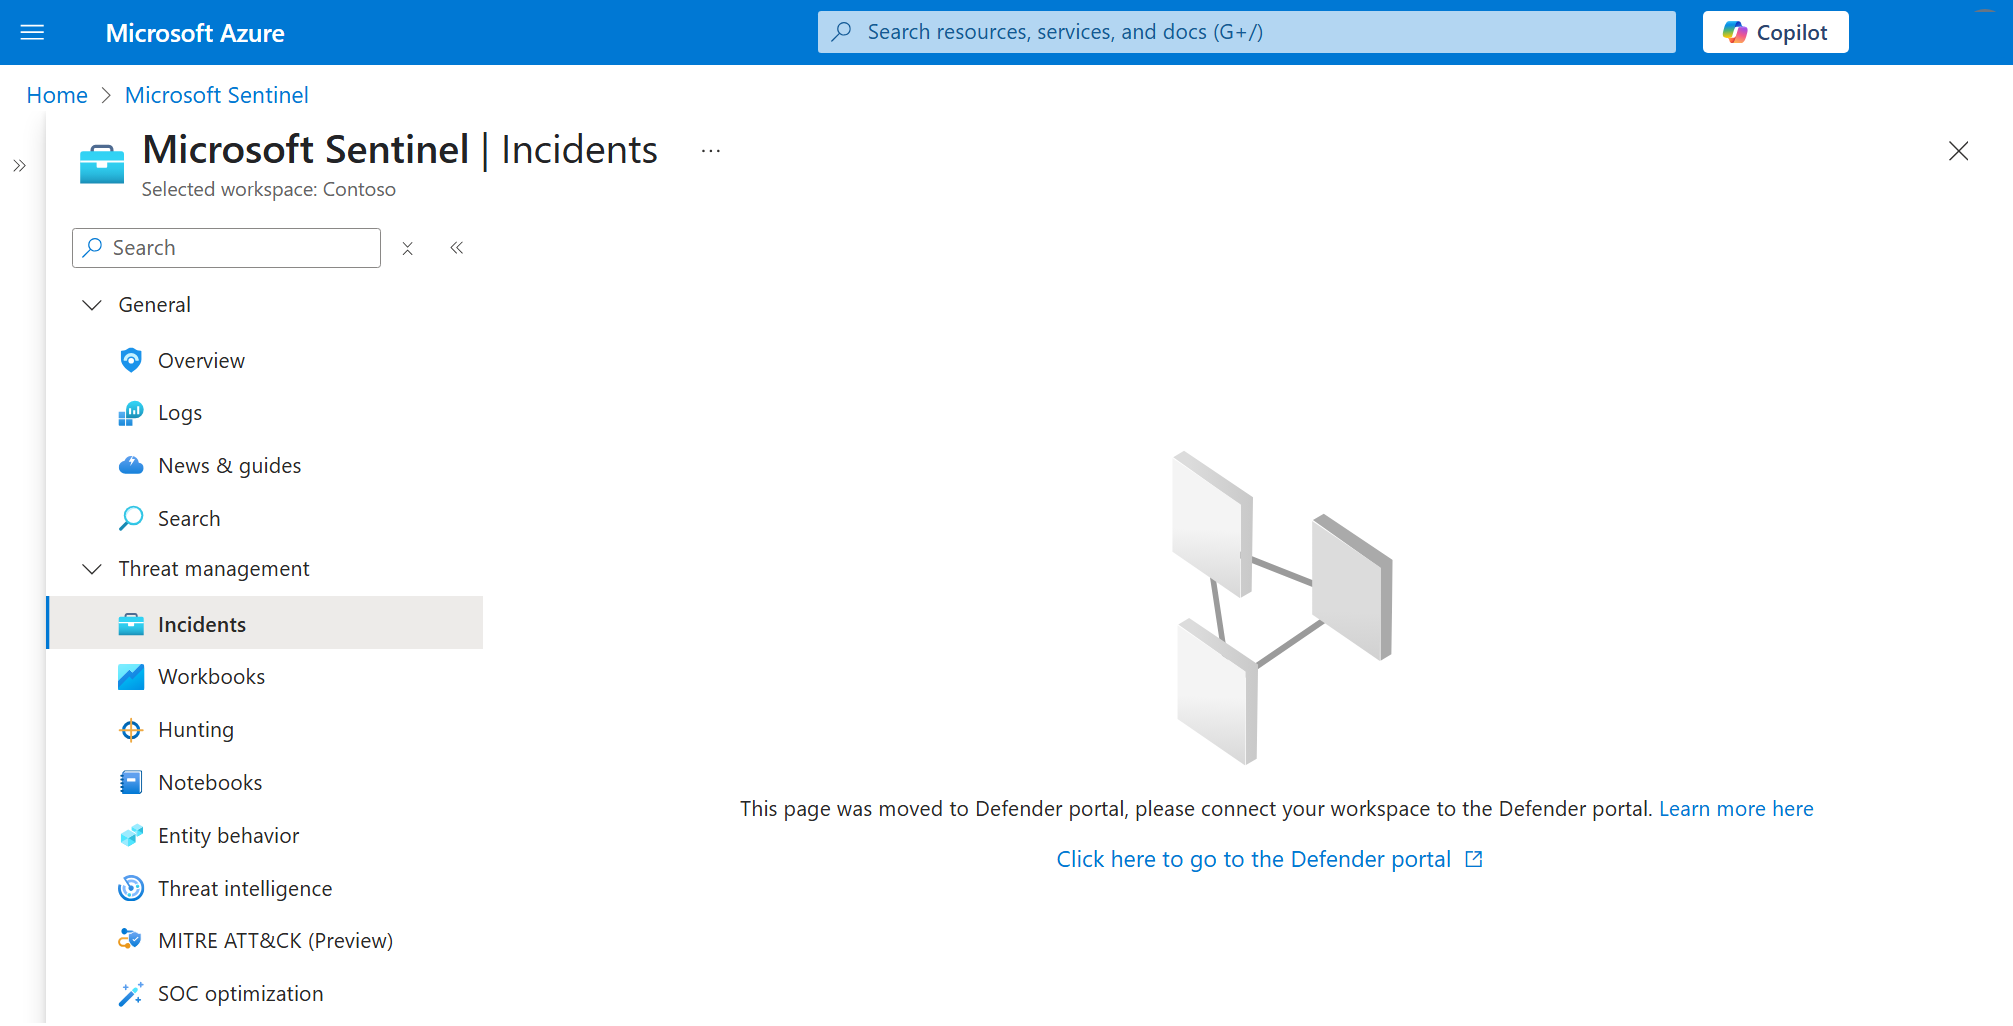 Microsoft Azure
Search resources, services, and docs (G+/)
Copilot
Home > Microsoft Sentinel
Microsoft Sentinel | Incidents ...
Selected workspace: Contoso
Search
General
Overview
Logs
News & guides
Search
Threat management
Incidents
Workbooks
Hunting
Notebooks
Entity behavior
Threat intelligence
MITRE ATT&CK (Preview)
SOC optimization
This page was moved to Defender portal, please connect your workspace to the Defender portal. Learn more here
Click here to go to the Defender portal